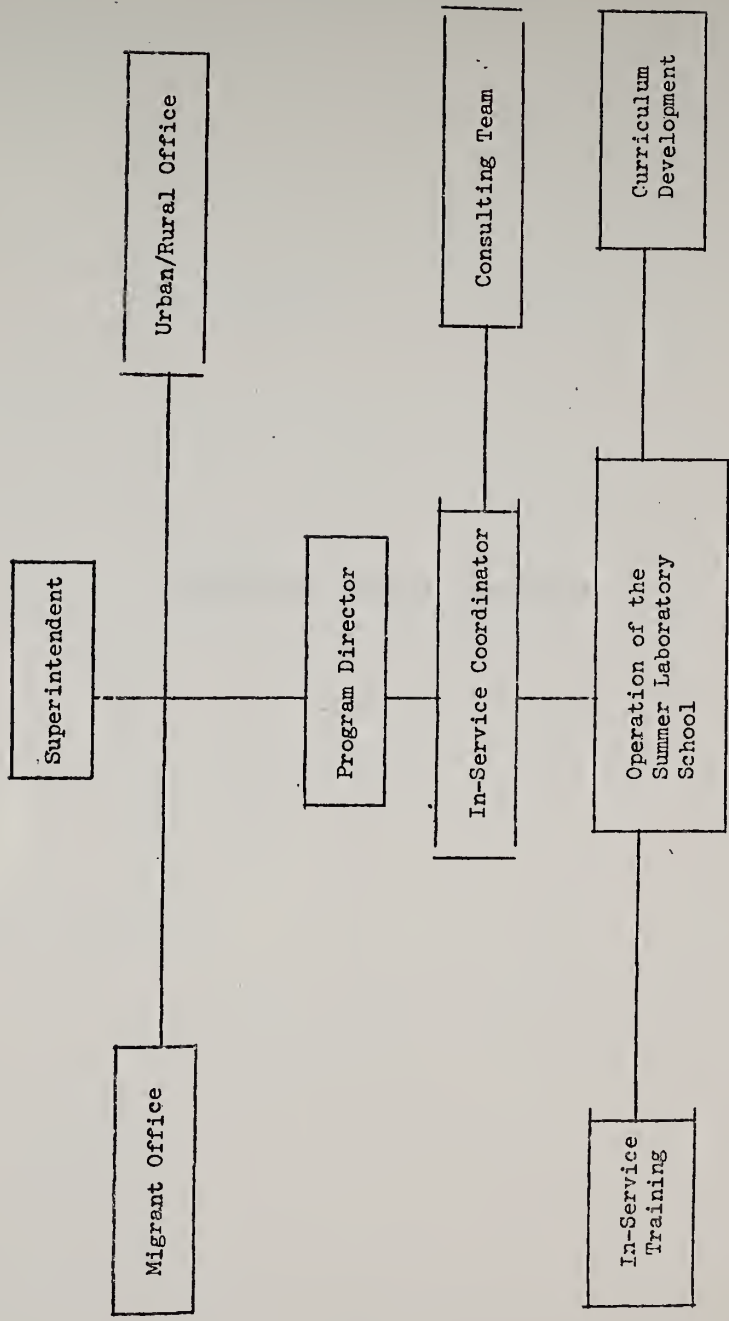 Superintendent
Migrant Office
Urban/Rural Office
Program Director
In-Service Coordinator
Consulting Team
In-Service
Training
Operation of the
Summer Laboratory
School
Curriculum
Development